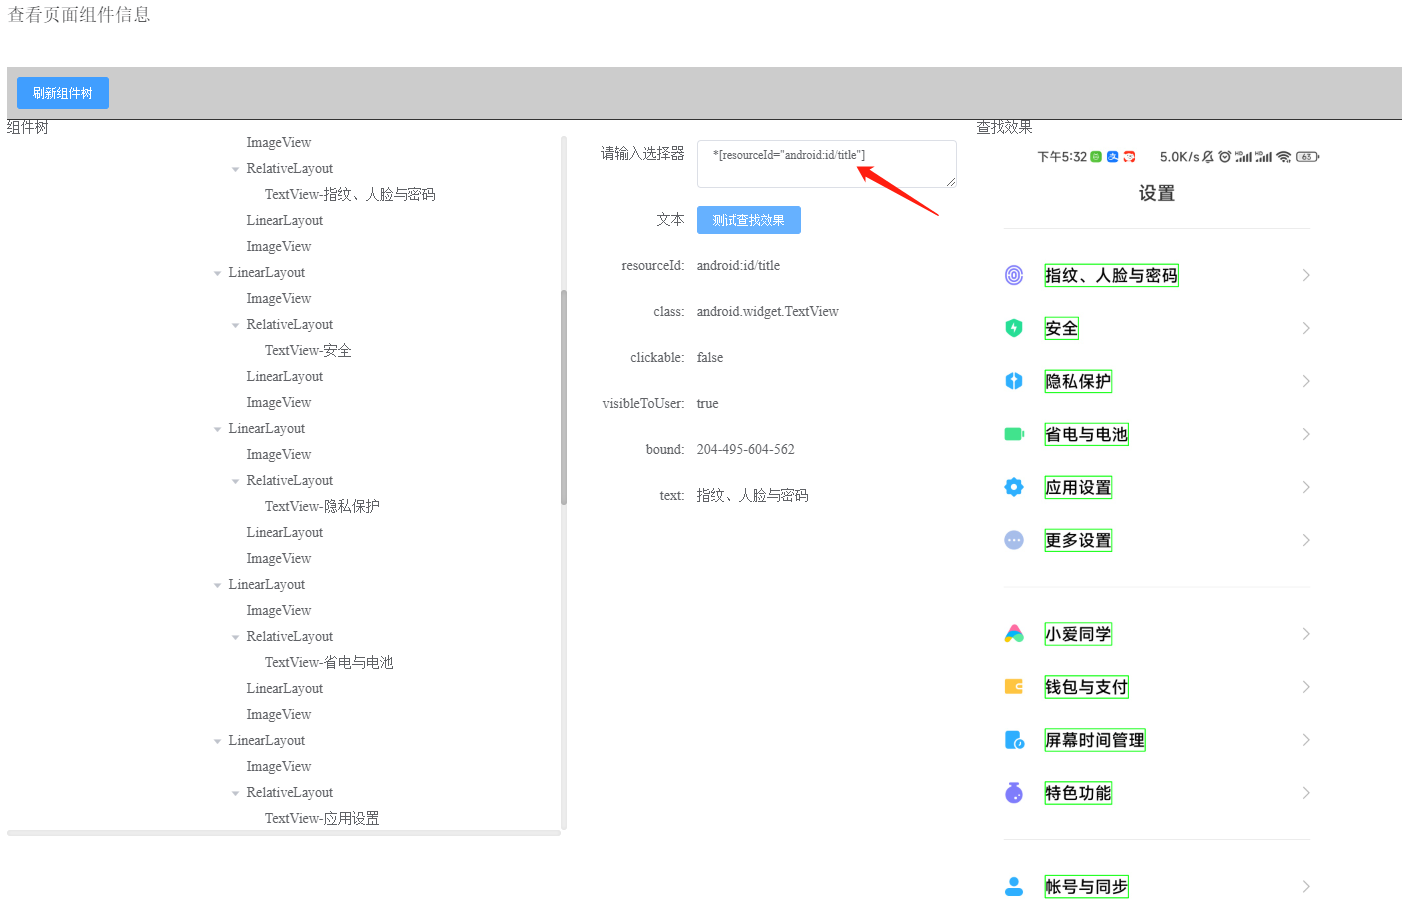 查看页面组件信息
刷新组件树
组件树
ImageView
RelativeLayout
TextView-指纹、人脸与密码
LinearLayout
ImageView
LinearLayout
ImageView
RelativeLayout
TextView-安全
LinearLayout
ImageView
LinearLayout
ImageView
RelativeLayout
TextView-隐私保护
LinearLayout
ImageView
LinearLayout
ImageView
RelativeLayout
TextView-省电与电池
LinearLayout
ImageView
LinearLayout
ImageView
RelativeLayout
TextView-应用设置
请输入选择器
*[resourceId="android:id/title"]
文本
测试查找效果
resourceId: android:id/title
class: android.widget.TextView
clickable: false
visibleToUser: true
bound: 204-495-604-562
text: 指纹、人脸与密码
查找效果
下午5:32 5.0K/s 63
设置
指纹、人脸与密码
安全
隐私保护
省电与电池
应用设置
更多设置
小爱同学
钱包与支付
屏幕时间管理
特色功能
帐号与同步